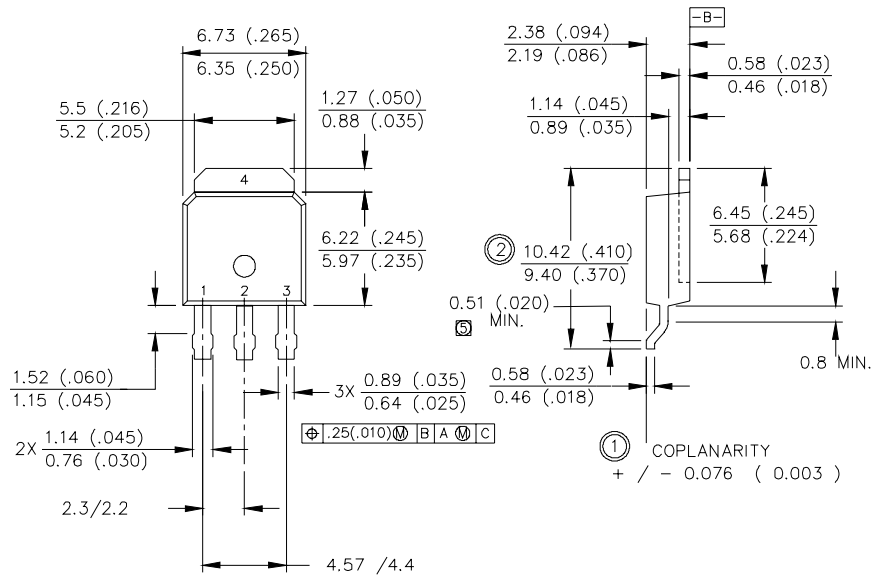 6.73 (.265)
6.35 (.250)
5.5 (.216)
5.2 (.205)
1.27 (.050)
0.88 (.035)
4
6.22 (.245)
5.97 (.235)
1 2 3
1.52 (.060)
1.15 (.045)
3X 0.89 (.035)
0.64 (.025)
2X 1.14 (.045)
0.76 (.030)
⌖ .25(.010) Ⓜ B A Ⓜ C
2.3/2.2
4.57 /4.4
-B-
2.38 (.094)
2.19 (.086)
0.58 (.023)
0.46 (.018)
1.14 (.045)
0.89 (.035)
6.45 (.245)
5.68 (.224)
2 10.42 (.410)
9.40 (.370)
0.51 (.020)
MIN.
5
0.8 MIN.
0.58 (.023)
0.46 (.018)
1 COPLANARITY
+ / - 0.076 ( 0.003 )